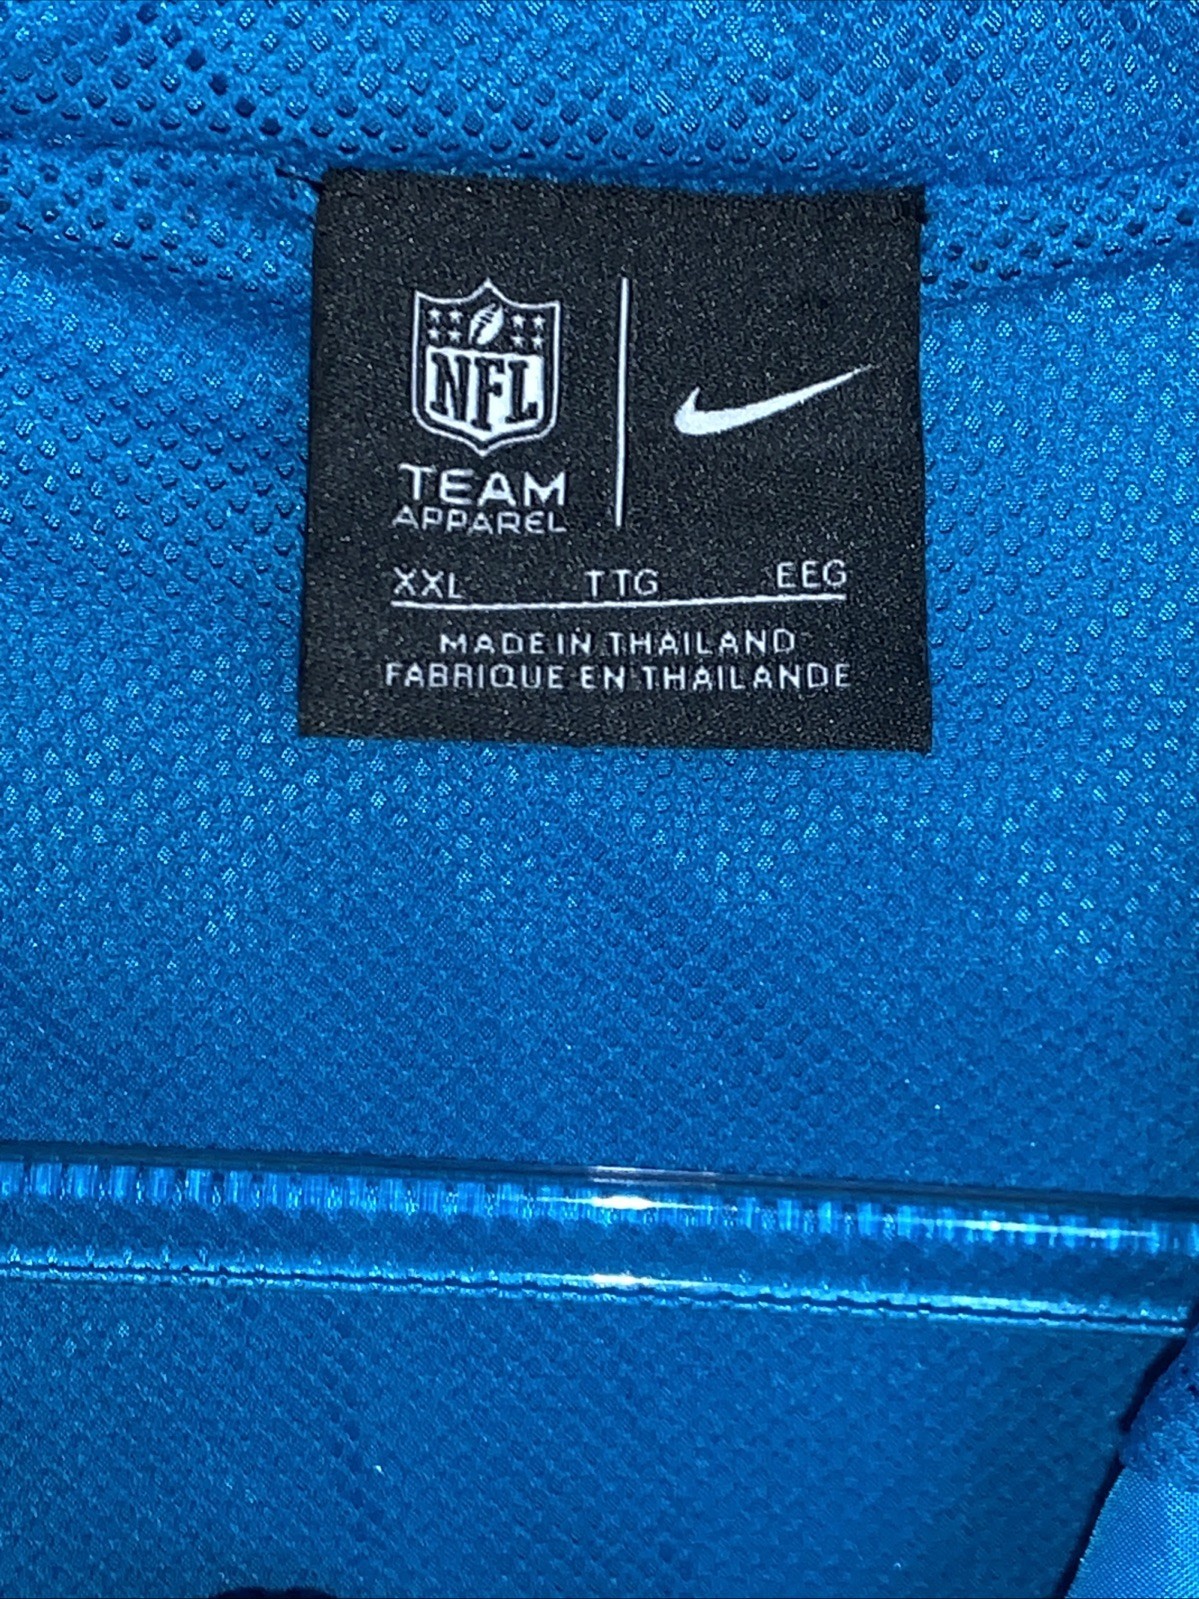 NFL
TEAM
APPAREL
XXL TTG EEG
MADE IN THAILAND
FABRIQUE EN THAILANDE